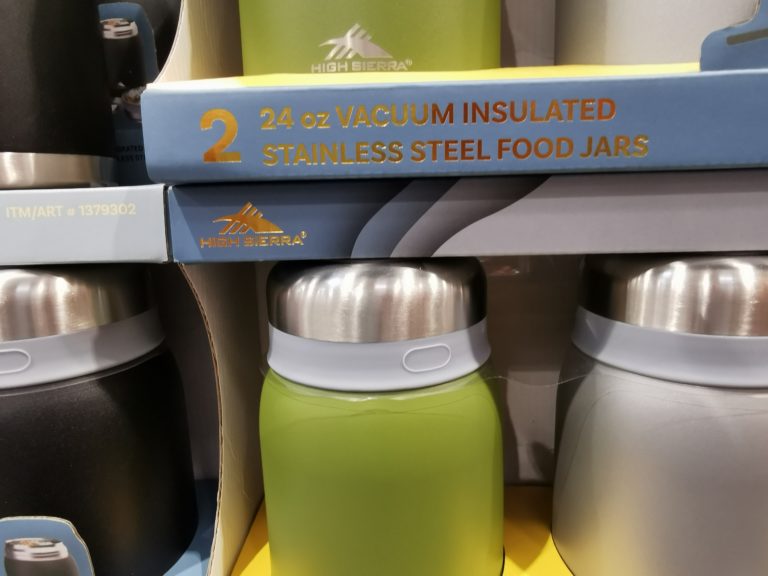 HIGH SIERRA®
2 24 oz VACUUM INSULATED
STAINLESS STEEL FOOD JARS
ITM/ART # 1379302
HIGH SIERRA®